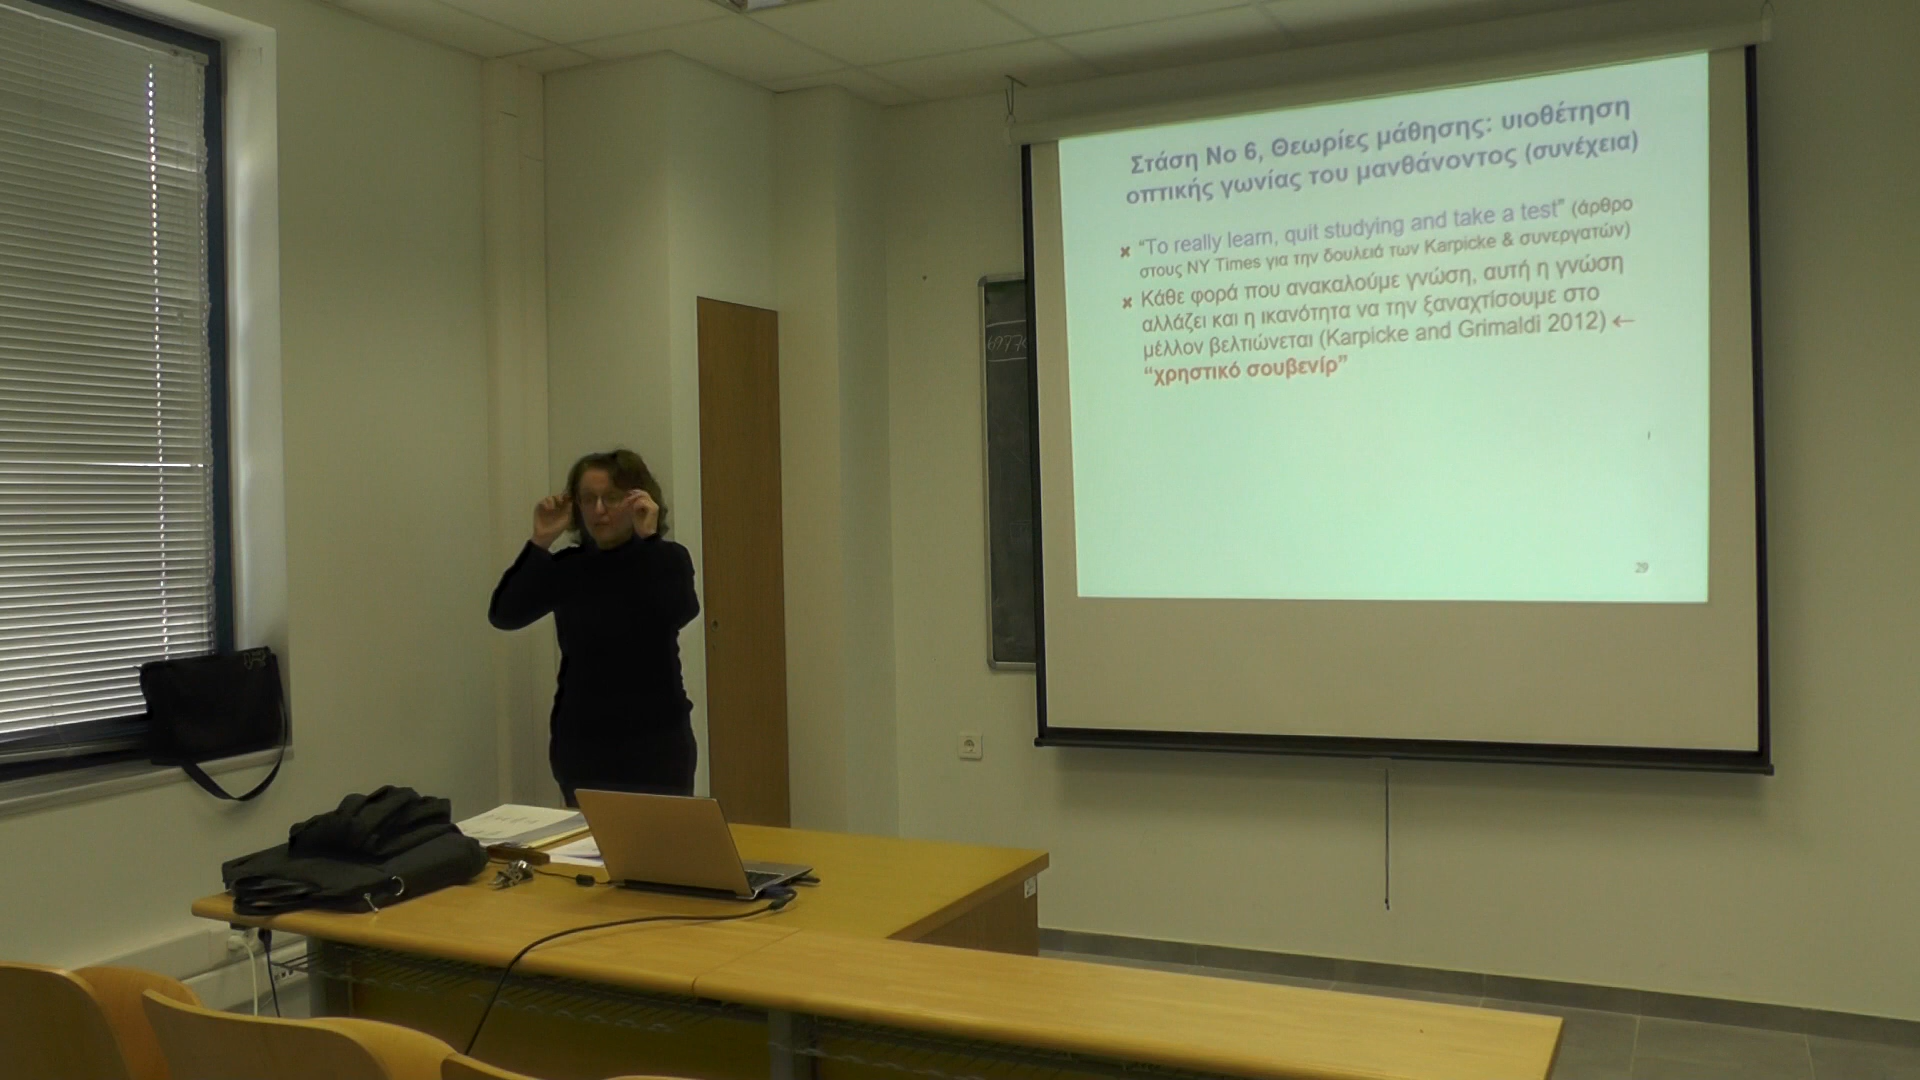 Στάση Νο 6, Θεωρίες μάθησης: υιοθέτηση
οπτικής γωνίας του μανθάνοντος (συνέχεια)
“To really learn, quit studying and take a test” (άρθρο
στους NY Times για την δουλειά των Karpicke & συνεργατών)
Κάθε φορά που ανακαλούμε γνώση, αυτή η γνώση
αλλάζει και η ικανότητα να την ξαναχτίσουμε στο
μέλλον βελτιώνεται (Karpicke and Grimaldi 2012) ←
“χρηστικό σουβενίρ”
29